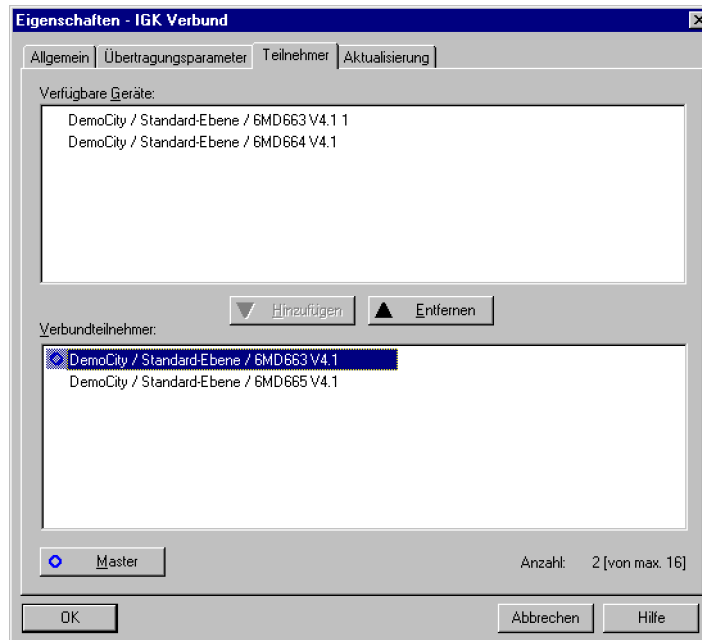 Eigenschaften - IGK Verbund
Allgemein Übertragungsparameter Teilnehmer Aktualisierung
Verfügbare Geräte:
DemoCity / Standard-Ebene / 6MD663 V4.1 1
DemoCity / Standard-Ebene / 6MD664 V4.1
Hinzufügen Entfernen
Verbundteilnehmer:
DemoCity / Standard-Ebene / 6MD663 V4.1
DemoCity / Standard-Ebene / 6MD665 V4.1
Master Anzahl: 2 [von max. 16]
OK Abbrechen Hilfe